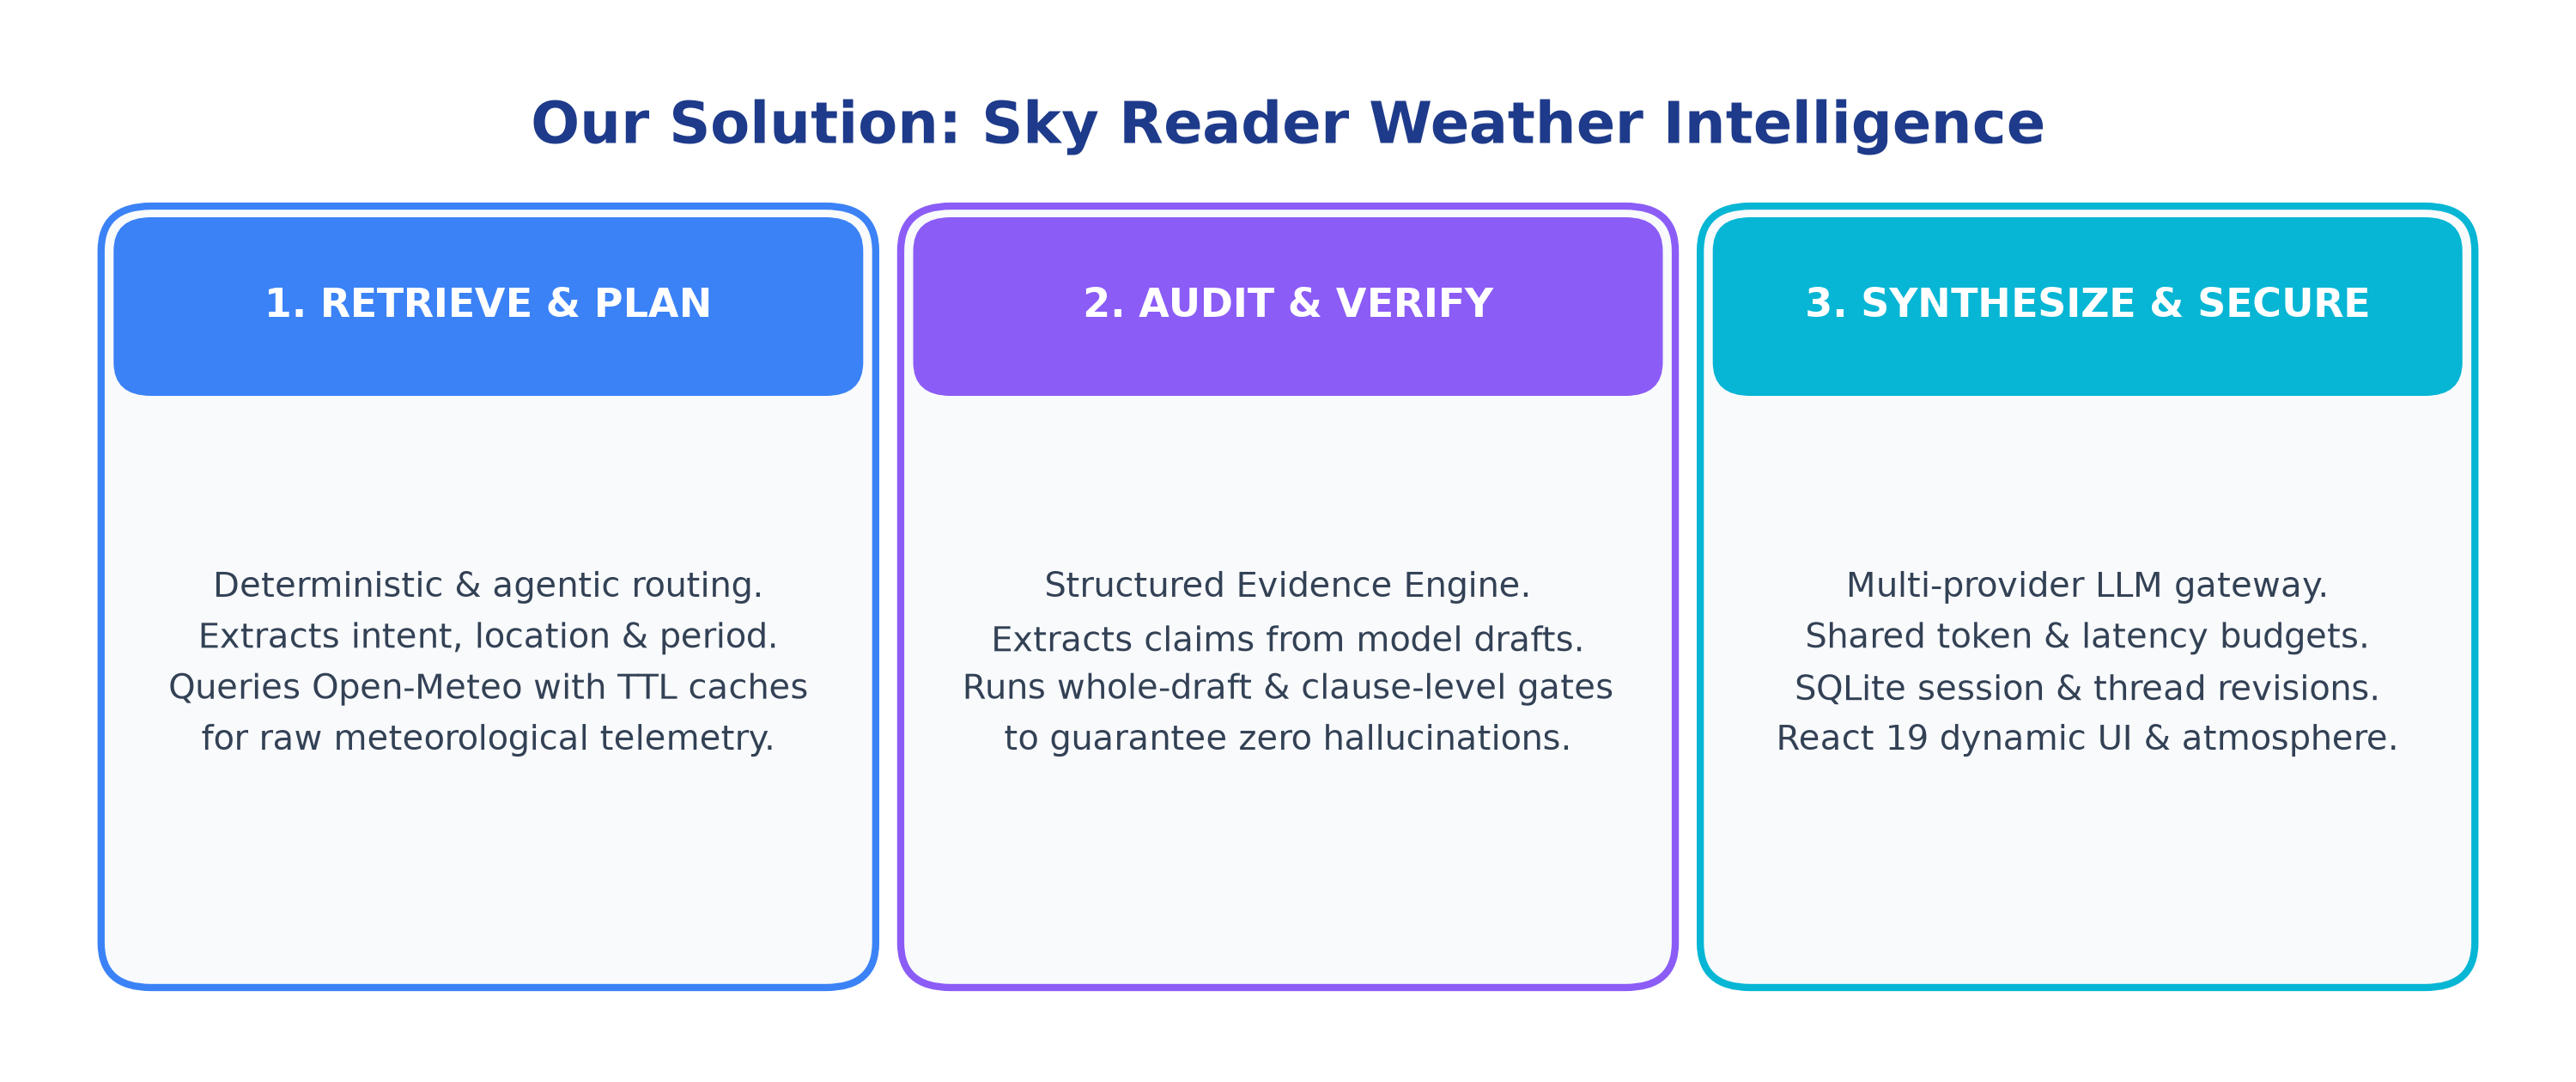 Our Solution: Sky Reader Weather Intelligence
1. RETRIEVE & PLAN
Deterministic & agentic routing.
Extracts intent, location & period.
Queries Open-Meteo with TTL caches
for raw meteorological telemetry.
2. AUDIT & VERIFY
Structured Evidence Engine.
Extracts claims from model drafts.
Runs whole-draft & clause-level gates
to guarantee zero hallucinations.
3. SYNTHESIZE & SECURE
Multi-provider LLM gateway.
Shared token & latency budgets.
SQLite session & thread revisions.
React 19 dynamic UI & atmosphere.